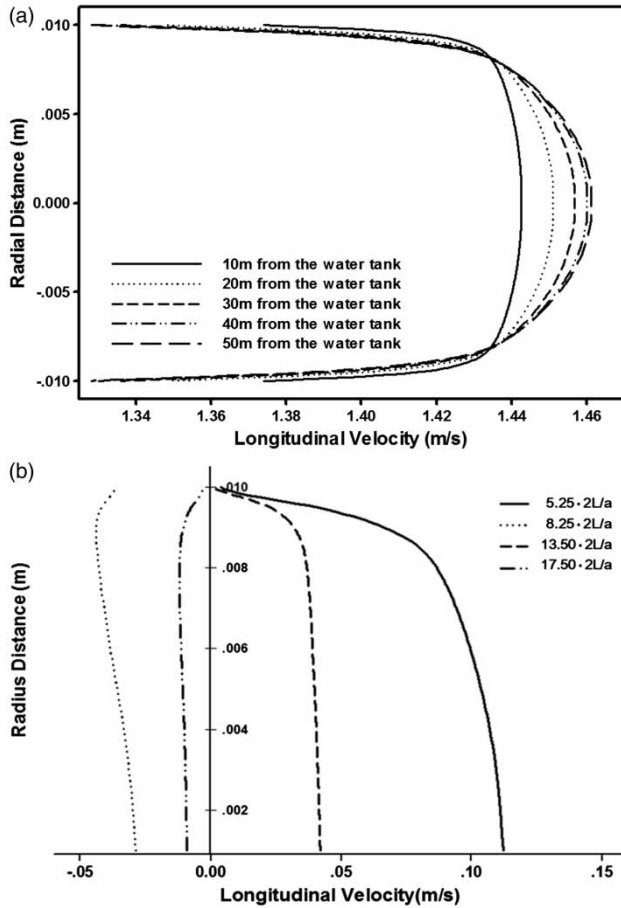 (a)
.010
.005
0.000
-.005
-.010
Radial Distance (m)
10m from the water tank
20m from the water tank
30m from the water tank
40m from the water tank
50m from the water tank
1.34 1.36 1.38 1.40 1.42 1.44 1.46
Longitudinal Velocity (m/s)
(b)
.010
.008
.006
.004
.002
Radius Distance (m)
5.25·2L/a
8.25·2L/a
13.50·2L/a
17.50·2L/a
-.05 0.00 .05 .10 .15
Longitudinal Velocity(m/s)